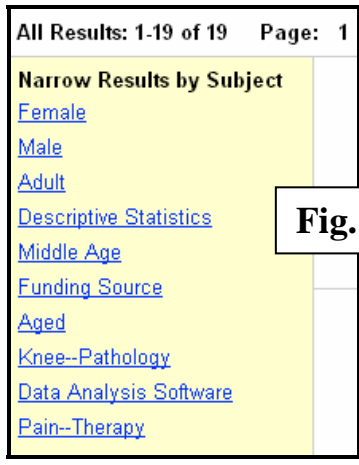 All Results: 1-19 of 19 Page: 1
Narrow Results by Subject
Female
Male
Adult
Descriptive Statistics
Fig.
Middle Age
Funding Source
Aged
Knee--Pathology
Data Analysis Software
Pain--Therapy